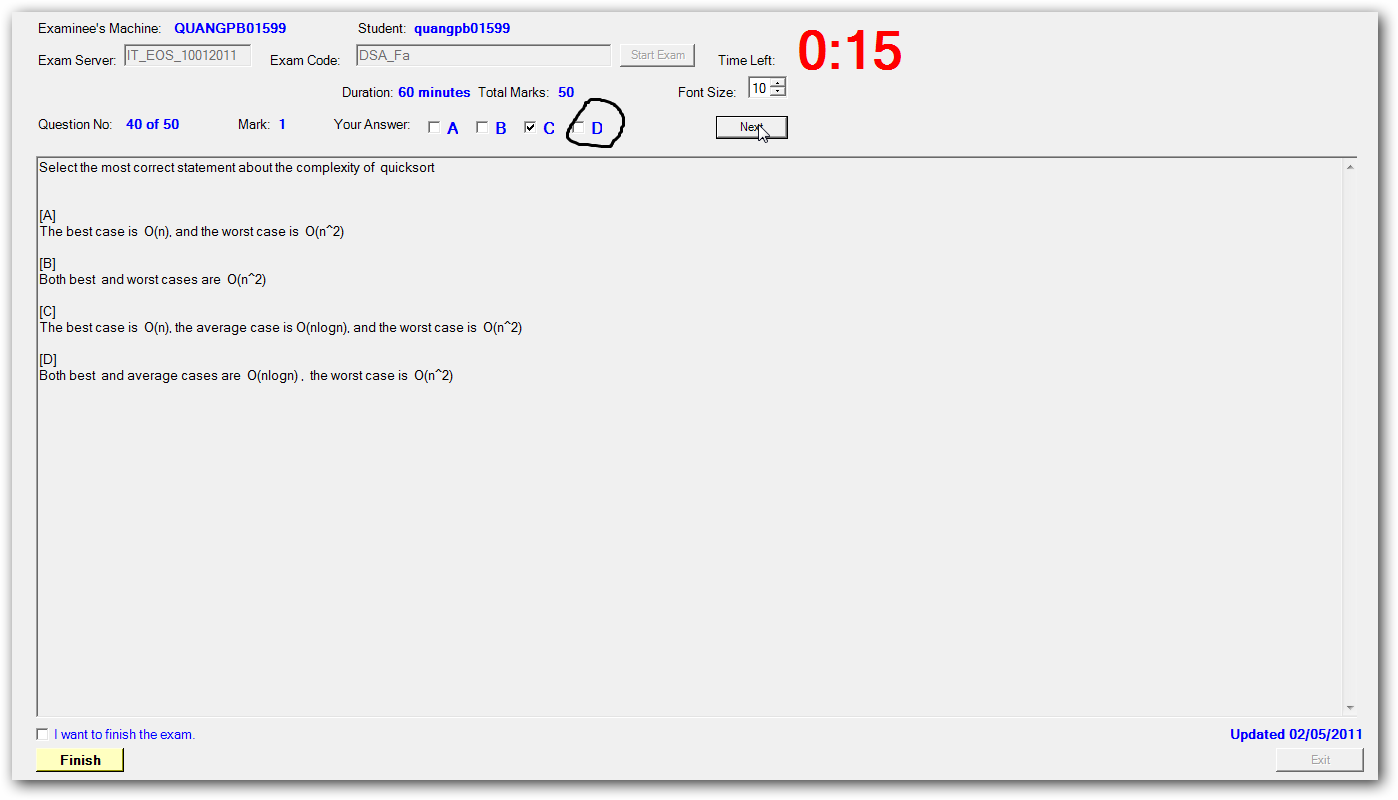 Examinee's Machine: QUANGPB01599 Student: quangpb01599
Exam Server: IT_EOS_10012011 Exam Code: DSA_Fa Start Exam Time Left: 0:15
Duration: 60 minutes Total Marks: 50 Font Size: 10
Question No: 40 of 50 Mark: 1 Your Answer: A B C D Next
Select the most correct statement about the complexity of quicksort
[A]
The best case is O(n), and the worst case is O(n^2)
[B]
Both best and worst cases are O(n^2)
[C]
The best case is O(n), the average case is O(nlogn), and the worst case is O(n^2)
[D]
Both best and average cases are O(nlogn) , the worst case is O(n^2)
I want to finish the exam. Updated 02/05/2011
Finish Exit